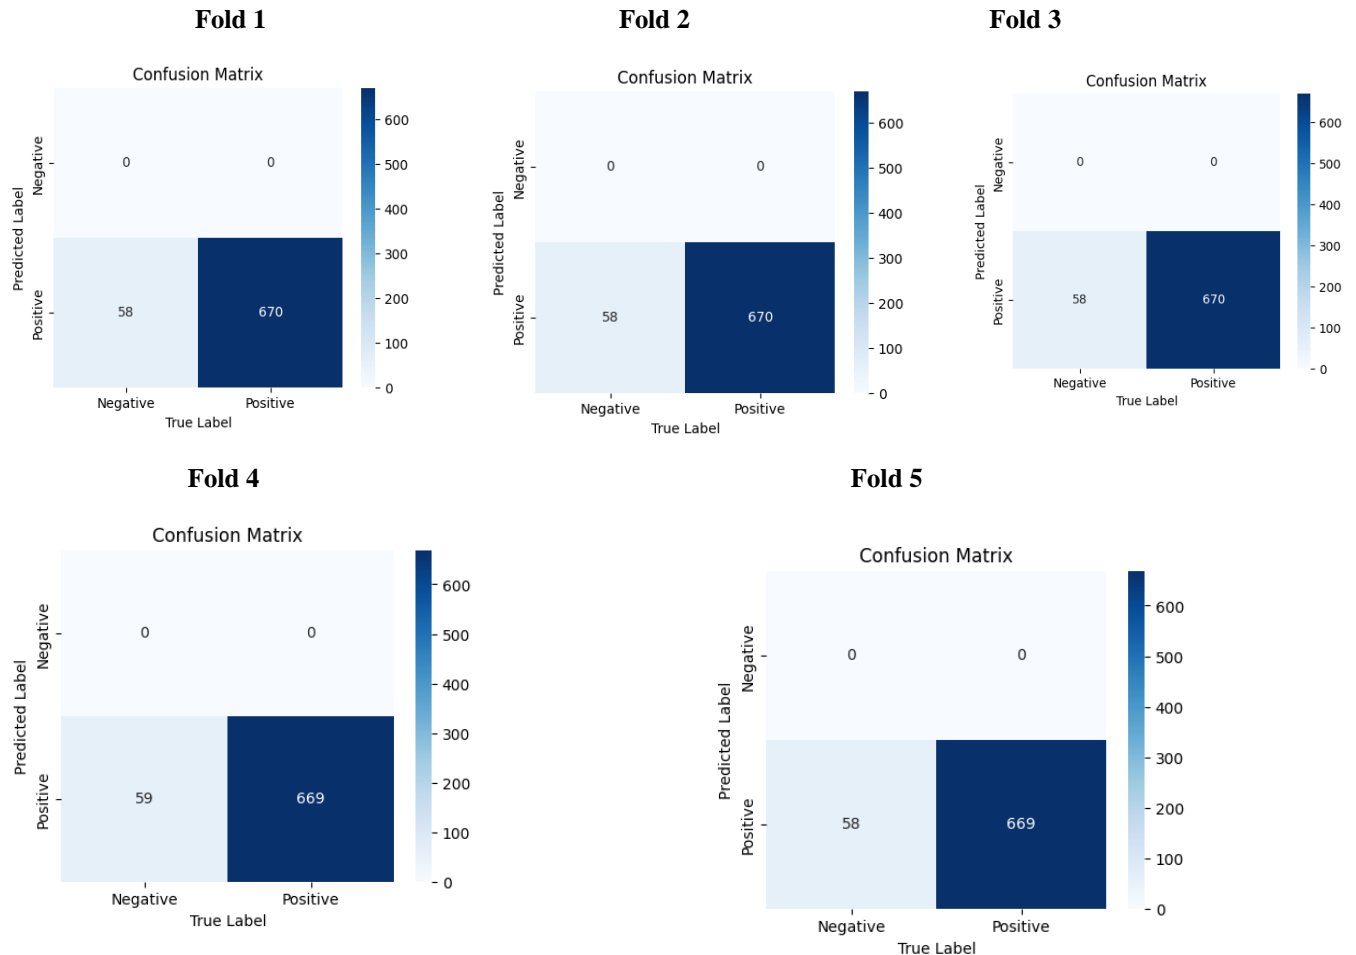 Fold 1
Confusion Matrix
Predicted Label
Negative
Positive
0 0
58 670
Negative Positive
True Label
600
500
400
300
200
100
0
Fold 2
Confusion Matrix
Predicted Label
Negative
Positive
0 0
58 670
Negative Positive
True Label
600
500
400
300
200
100
0
Fold 3
Confusion Matrix
Predicted Label
Negative
Positive
0 0
58 670
Negative Positive
True Label
600
500
400
300
200
100
0
Fold 4
Confusion Matrix
Predicted Label
Negative
Positive
0 0
59 669
Negative Positive
True Label
600
500
400
300
200
100
0
Fold 5
Confusion Matrix
Predicted Label
Negative
Positive
0 0
58 669
Negative Positive
True Label
600
500
400
300
200
100
0